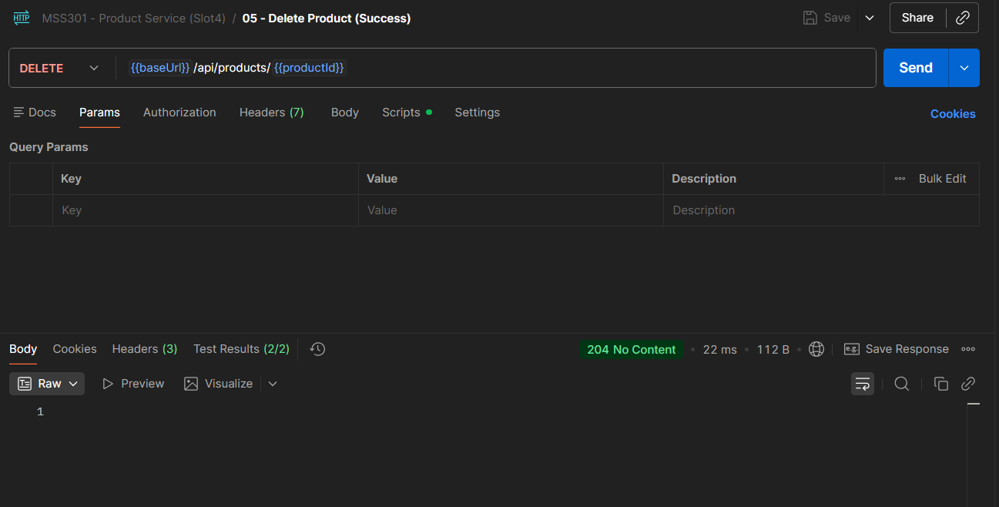 HTTP MSS301 - Product Service (Slot4) / 05 - Delete Product (Success) Save Share
DELETE {{baseUrl}} /api/products/ {{productId}} Send
Docs Params Authorization Headers (7) Body Scripts Settings Cookies
Query Params
Key Value Description Bulk Edit
Key Value Description
Body Cookies Headers (3) Test Results (2/2) 204 No Content 22 ms 112 B e.g. Save Response
Raw Preview Visualize
1